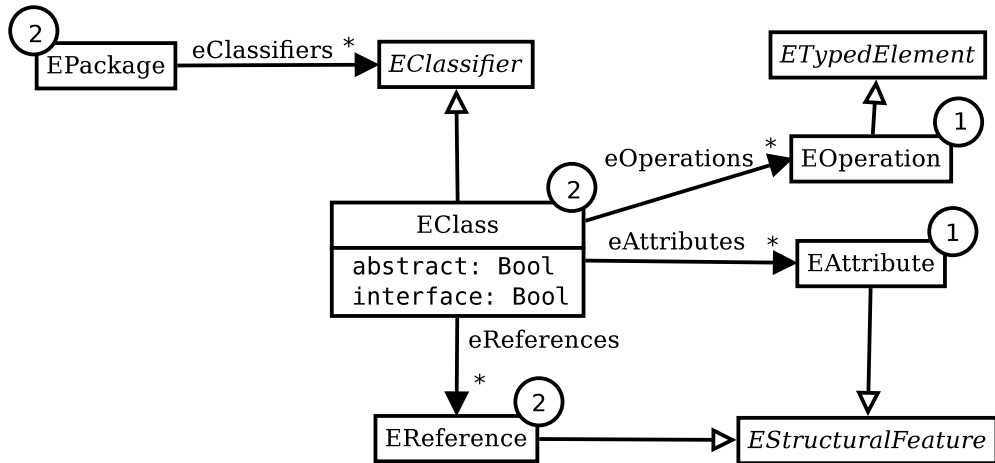 2
EPackage
eClassifiers *
EClassifier
ETypedElement
1
EOperation
eOperations *
2
EClass
abstract: Bool
interface: Bool
eAttributes *
1
EAttribute
eReferences
*
2
EReference
EStructuralFeature